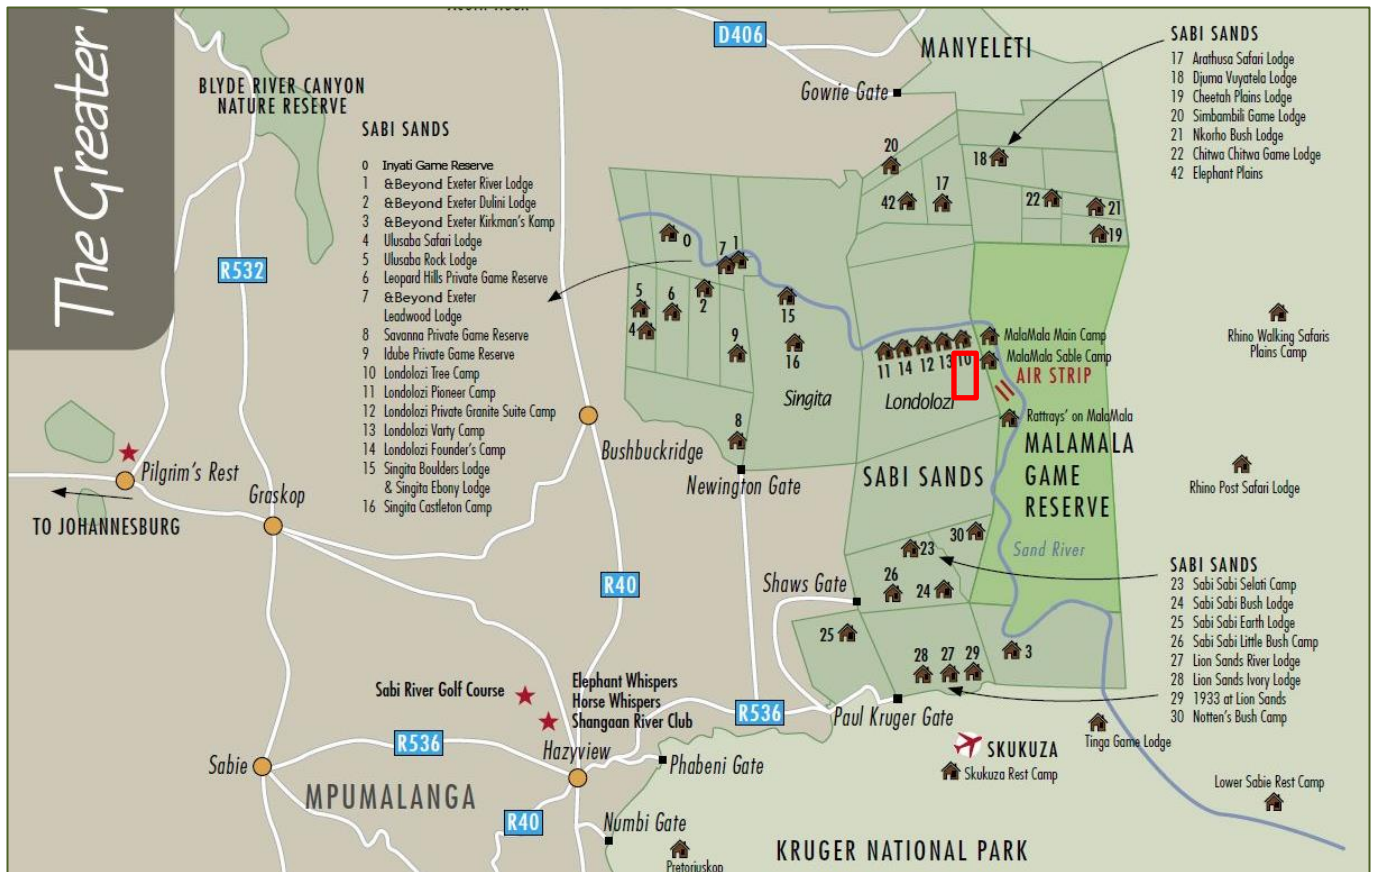 The Greater
D406
MANYELETI
Gowrie Gate
BLYDE RIVER CANYON
NATURE RESERVE
R532
SABI SANDS
0 Inyati Game Reserve
1 &Beyond Exeter River Lodge
2 &Beyond Exeter Dulini Lodge
3 &Beyond Exeter Kirkman's Kamp
4 Ulusaba Safari Lodge
5 Ulusaba Rock Lodge
6 Leopard Hills Private Game Reserve
7 &Beyond Exeter
Leadwood Lodge
8 Savanna Private Game Reserve
9 Idube Private Game Reserve
10 Londolozi Tree Camp
11 Londolozi Pioneer Camp
12 Londolozi Private Granite Suite Camp
13 Londolozi Varty Camp
14 Londolozi Founder's Camp
15 Singita Boulders Lodge
& Singita Ebony Lodge
16 Singita Castleton Camp
SABI SANDS
17 Arathusa Safari Lodge
18 Djuma Vuyatela Lodge
19 Cheetah Plains Lodge
20 Simbambili Game Lodge
21 Nkorho Bush Lodge
22 Chitwa Chitwa Game Lodge
42 Elephant Plains
20
18
17
42
22
21
19
0
7
1
5
6
2
4
15
9
16
8
11
14
12
13
10
MalaMala Main Camp
MalaMala Sable Camp
AIR STRIP
Rattrays' on MalaMala
Singita
Londolozi
MALAMALA
GAME
RESERVE
SABI SANDS
Sand River
Rhino Walking Safaris
Plains Camp
Rhino Post Safari Lodge
Bushbuckridge
Newington Gate
Pilgrim's Rest
Graskop
TO JOHANNESBURG
R40
Shaws Gate
30
23
26
24
25
28
27
29
3
SABI SANDS
23 Sabi Sabi Selati Camp
24 Sabi Sabi Bush Lodge
25 Sabi Sabi Earth Lodge
26 Sabi Sabi Little Bush Camp
27 Lion Sands River Lodge
28 Lion Sands Ivory Lodge
29 1933 at Lion Sands
30 Notten's Bush Camp
Sabi River Golf Course
Elephant Whispers
Horse Whispers
Shangaan River Club
R536
Paul Kruger Gate
Tinga Game Lodge
R536
Hazyview
Sabie
Phabeni Gate
SKUKUZA
Skukuza Rest Camp
Lower Sabie Rest Camp
MPUMALANGA
R40
Numbi Gate
Pretoriuskop
KRUGER NATIONAL PARK